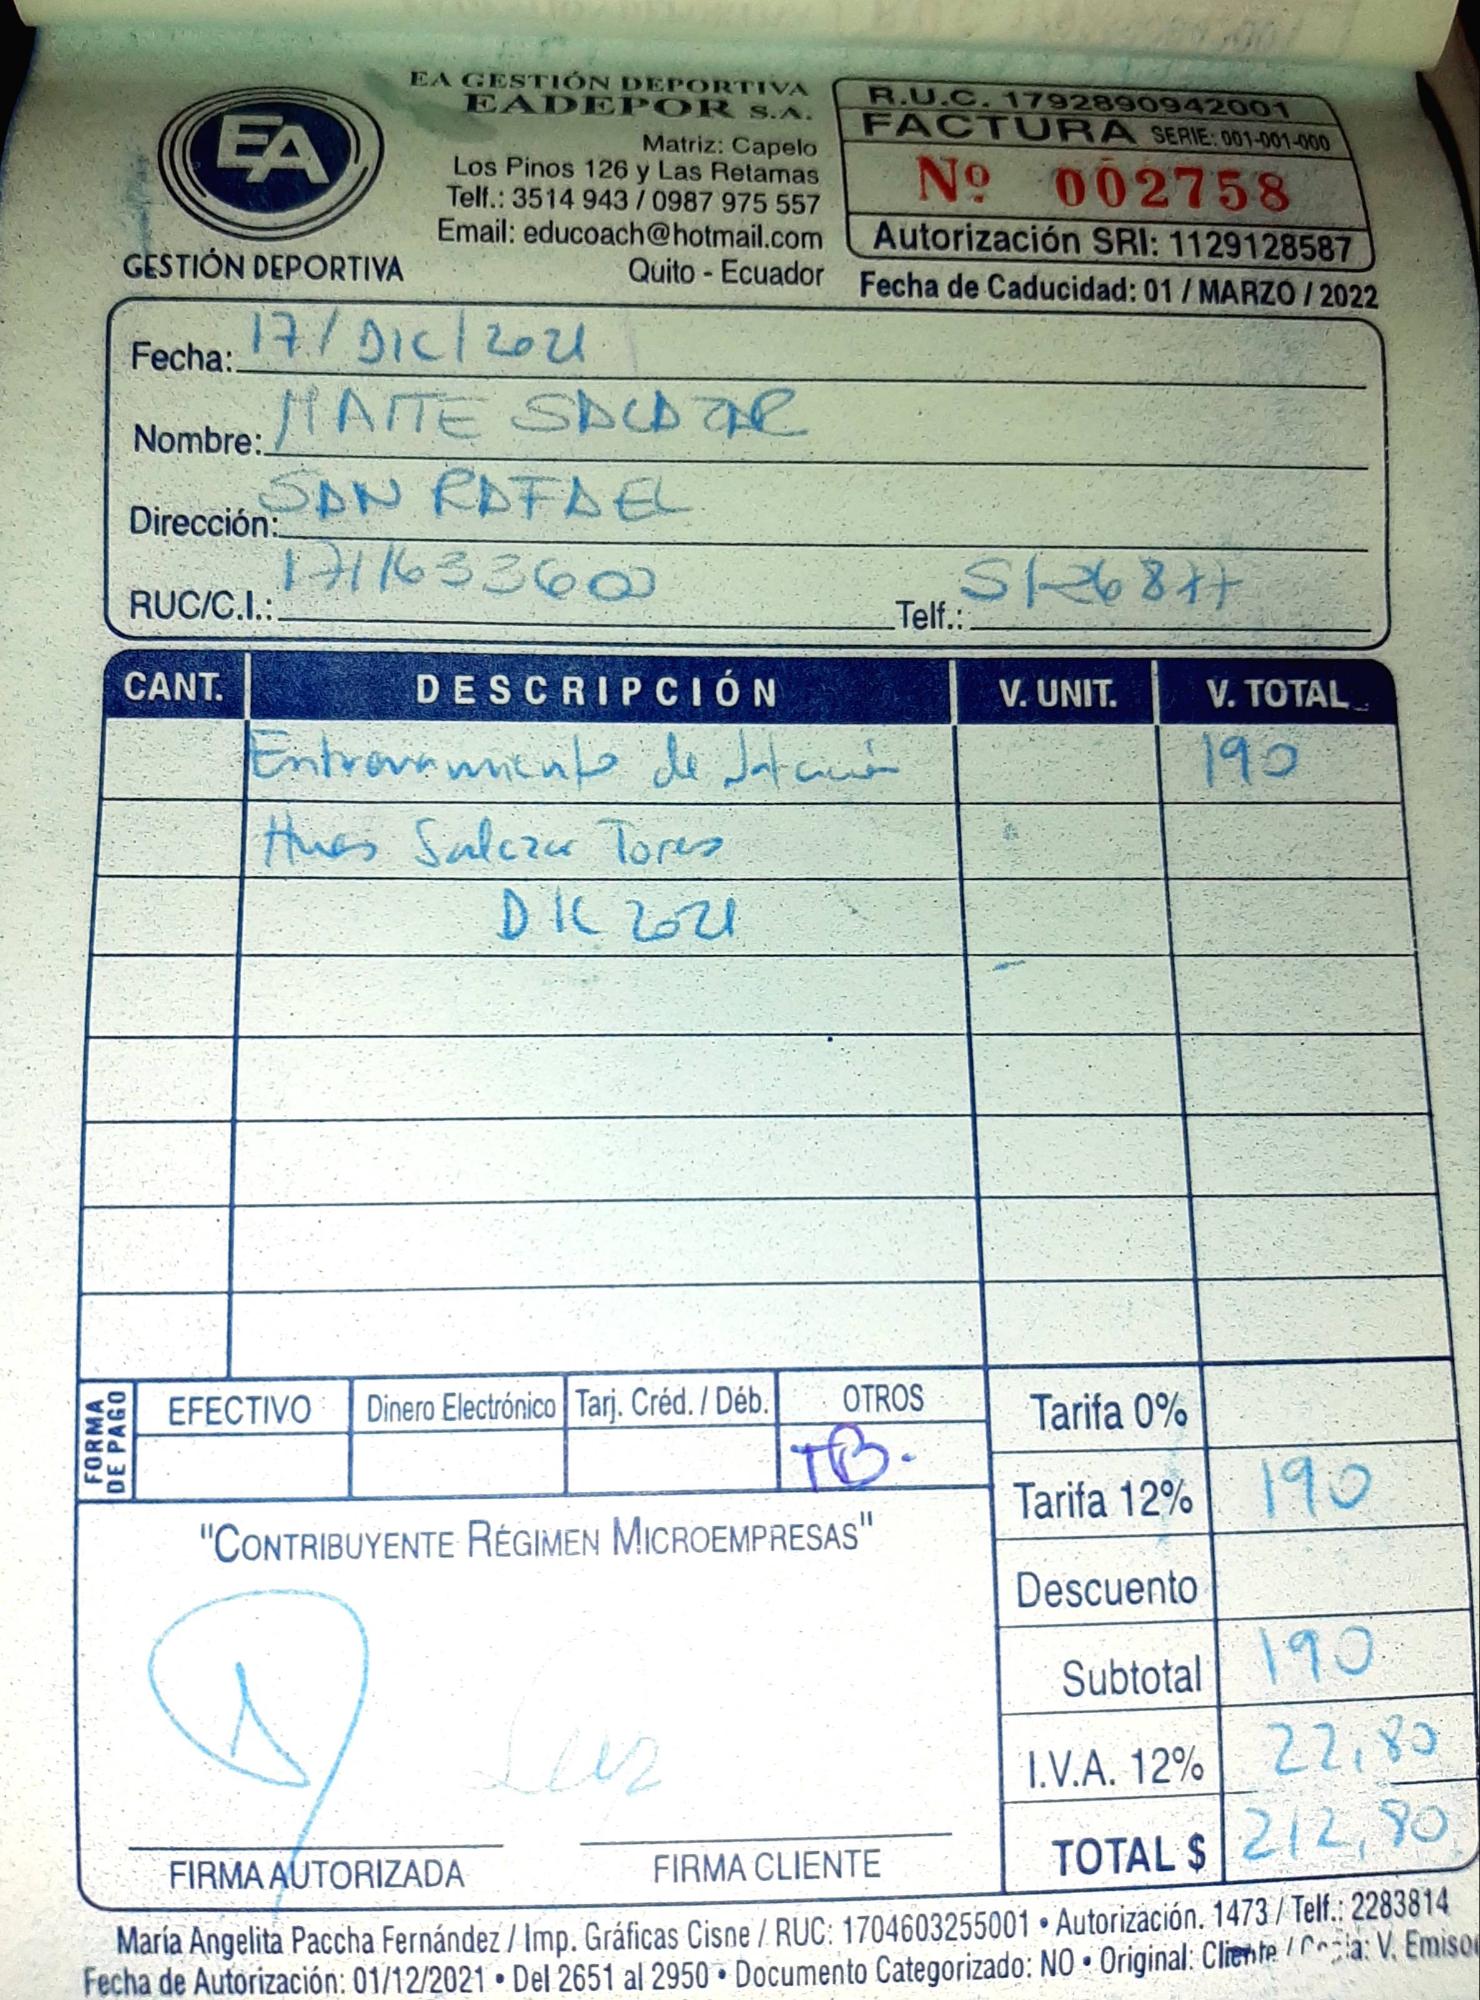 EA GESTIÓN DEPORTIVA
EADEPOR S.A.
EA
GESTIÓN DEPORTIVA
Matriz: Capelo
Los Pinos 126 y Las Retamas
Telf.: 3514 943 / 0987 975 557
Email: educoach@hotmail.com
Quito - Ecuador
R.U.C. 1792890942001
FACTURA SERIE: 001-001-000
Nº 002758
Autorización SRI: 1129128587
Fecha de Caducidad: 01 / MARZO / 2022
Fecha: 17/DIC/2021
Nombre: MAITE SALAZAR
Dirección: SAN RAFAEL
RUC/C.I.: Telf.:
CANT. DESCRIPCIÓN V. UNIT. V. TOTAL
Entrenamiento de 190
Salazar Torres
DIC 2021
FORMA DE PAGO
EFECTIVO Dinero Electrónico Tarj. Créd. / Déb. OTROS
TB.
Tarifa 0%
Tarifa 12% 190
Descuento
Subtotal 190
I.V.A. 12% 22,80
TOTAL $ 212,80
"CONTRIBUYENTE RÉGIMEN MICROEMPRESAS"
FIRMA AUTORIZADA FIRMA CLIENTE
María Angelita Paccha Fernández / Imp. Gráficas Cisne / RUC: 1704603255001 • Autorización. 1473 / Telf.: 2283814
Fecha de Autorización: 01/12/2021 • Del 2651 al 2950 • Documento Categorizado: NO • Original: Cliente / Copia: V. Emisor